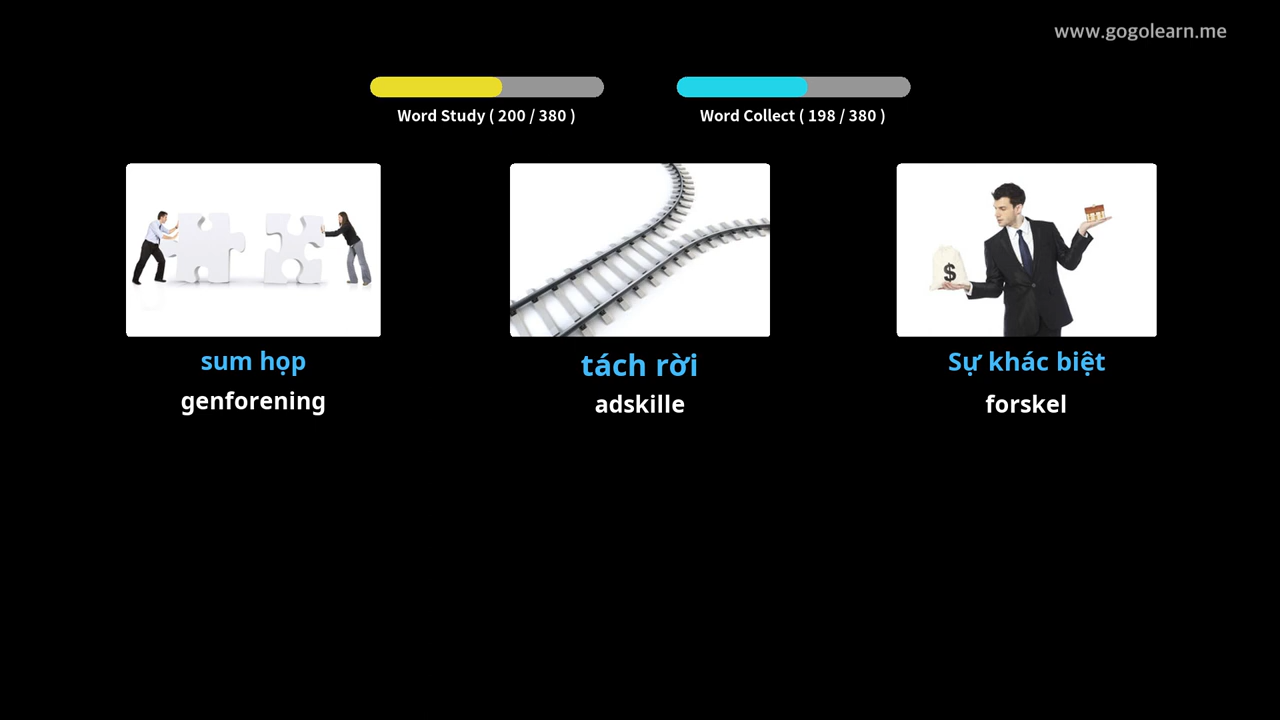 www.gogolearn.me
Word Study ( 200 / 380 )
Word Collect ( 198 / 380 )
$
sum họp
tách rời
Sự khác biệt
genforening
adskille
forskel